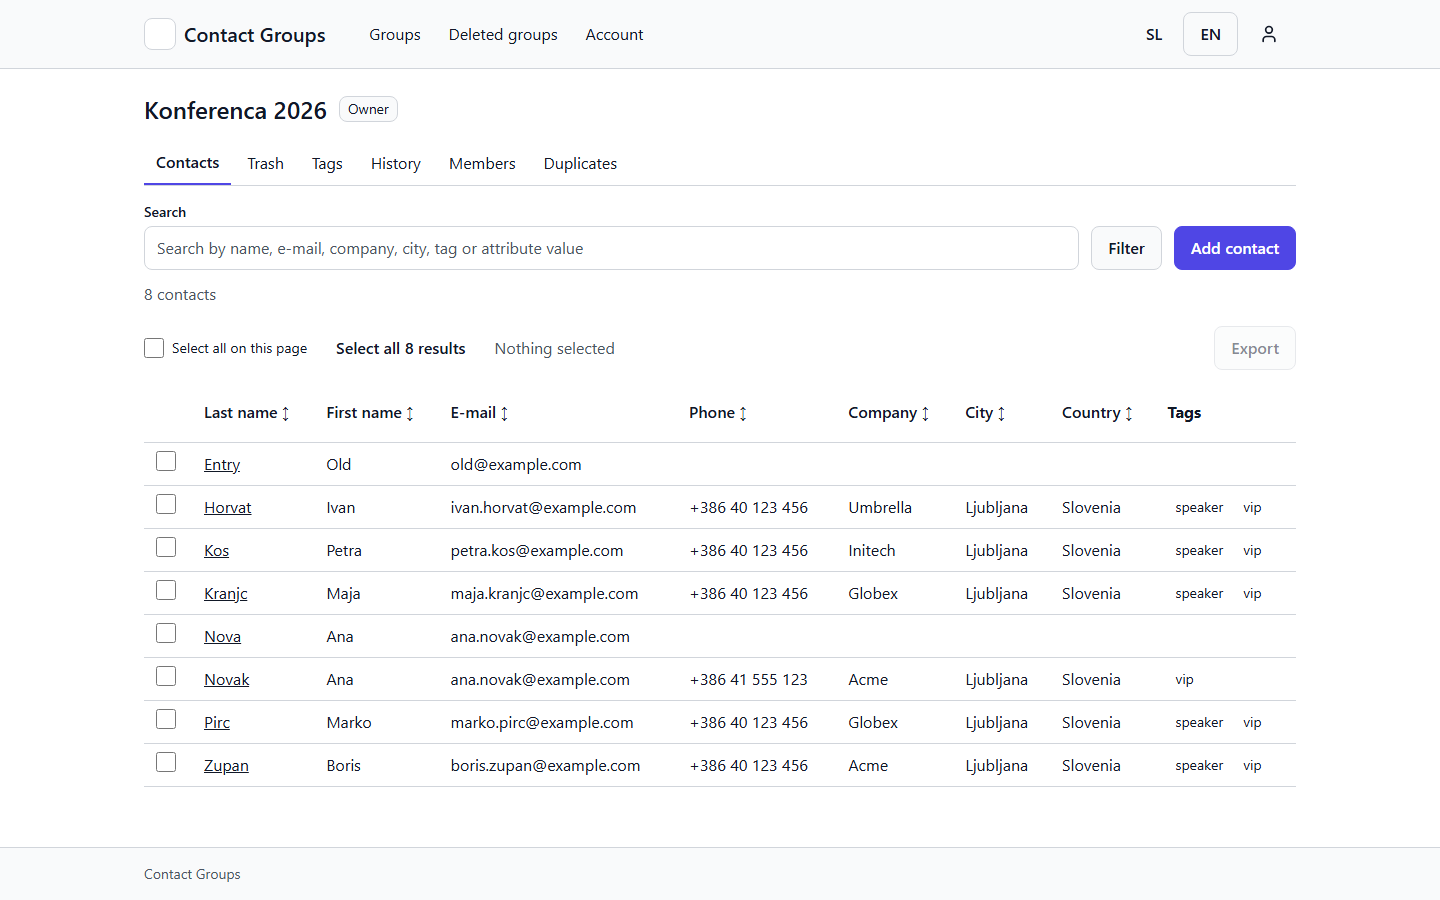 Contact Groups Groups Deleted groups Account SL EN
Konferenca 2026 Owner
Contacts Trash Tags History Members Duplicates
Search
Search by name, e-mail, company, city, tag or attribute value Filter Add contact
8 contacts
Select all on this page Select all 8 results Nothing selected Export
Last name ↕ First name ↕ E-mail ↕ Phone ↕ Company ↕ City ↕ Country ↕ Tags
Entry Old old@example.com
Horvat Ivan ivan.horvat@example.com +386 40 123 456 Umbrella Ljubljana Slovenia speaker vip
Kos Petra petra.kos@example.com +386 40 123 456 Initech Ljubljana Slovenia speaker vip
Kranjc Maja maja.kranjc@example.com +386 40 123 456 Globex Ljubljana Slovenia speaker vip
Nova Ana ana.novak@example.com
Novak Ana ana.novak@example.com +386 41 555 123 Acme Ljubljana Slovenia vip
Pirc Marko marko.pirc@example.com +386 40 123 456 Globex Ljubljana Slovenia speaker vip
Zupan Boris boris.zupan@example.com +386 40 123 456 Acme Ljubljana Slovenia speaker vip
Contact Groups